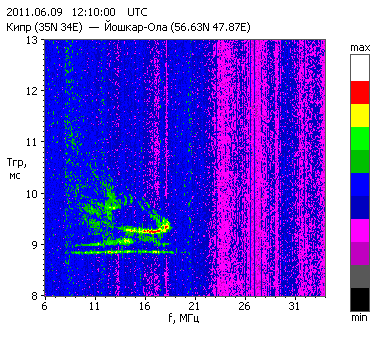 2011.06.09 12:10:00 UTC
Кипр (35N 34E) — Йошкар-Ола (56.63N 47.87E)
13
12
11
Тгр,
мс
10
9
8
6 11 16 21 26 31
f, МГц
max
min